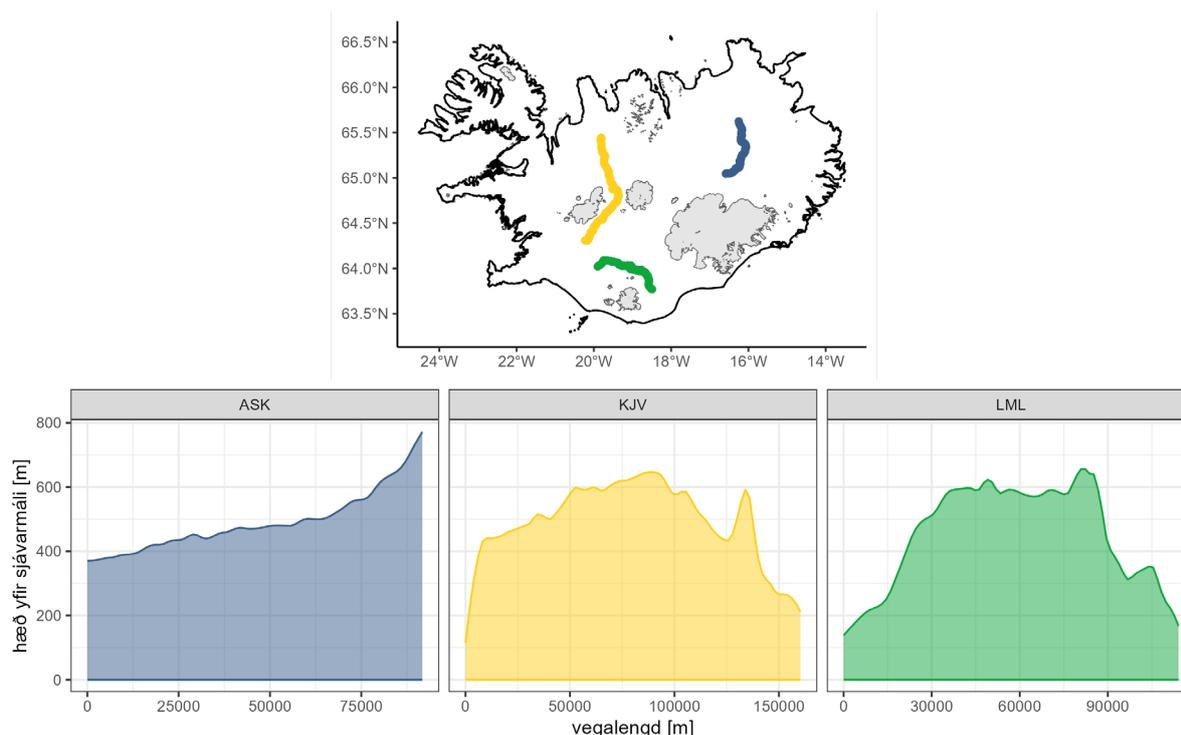 66.5°N
66.0°N
65.5°N
65.0°N
64.5°N
64.0°N
63.5°N
24°W 22°W 20°W 18°W 16°W 14°W
ASK KJV LML
800
600
400
200
0
hæð yfir sjávarmáli [m]
0 25000 50000 75000 0 50000 100000 150000 0 30000 60000 90000
vegalengd [m]